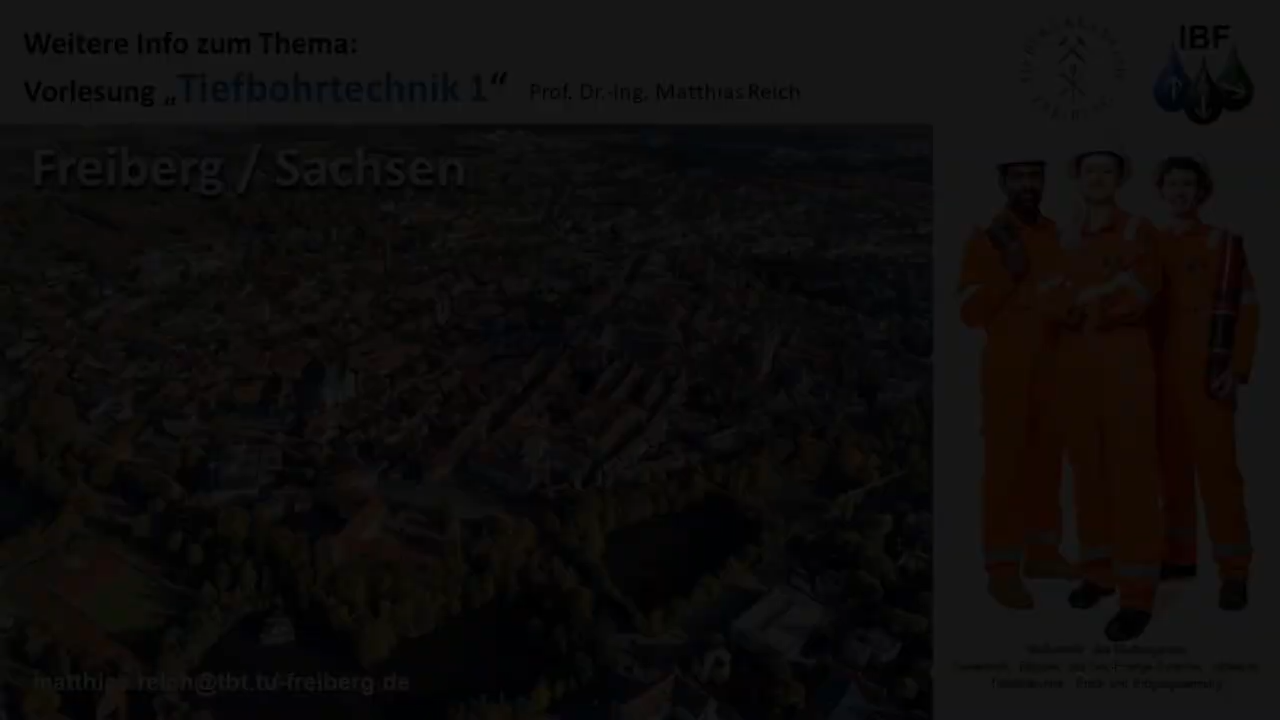 Weitere Info zum Thema:
Vorlesung „Tiefbohrtechnik 1“ Prof. Dr.-Ing. Matthias Reich
IBF
Freiberg / Sachsen
matthias.reich@tbt.tu-freiberg.de